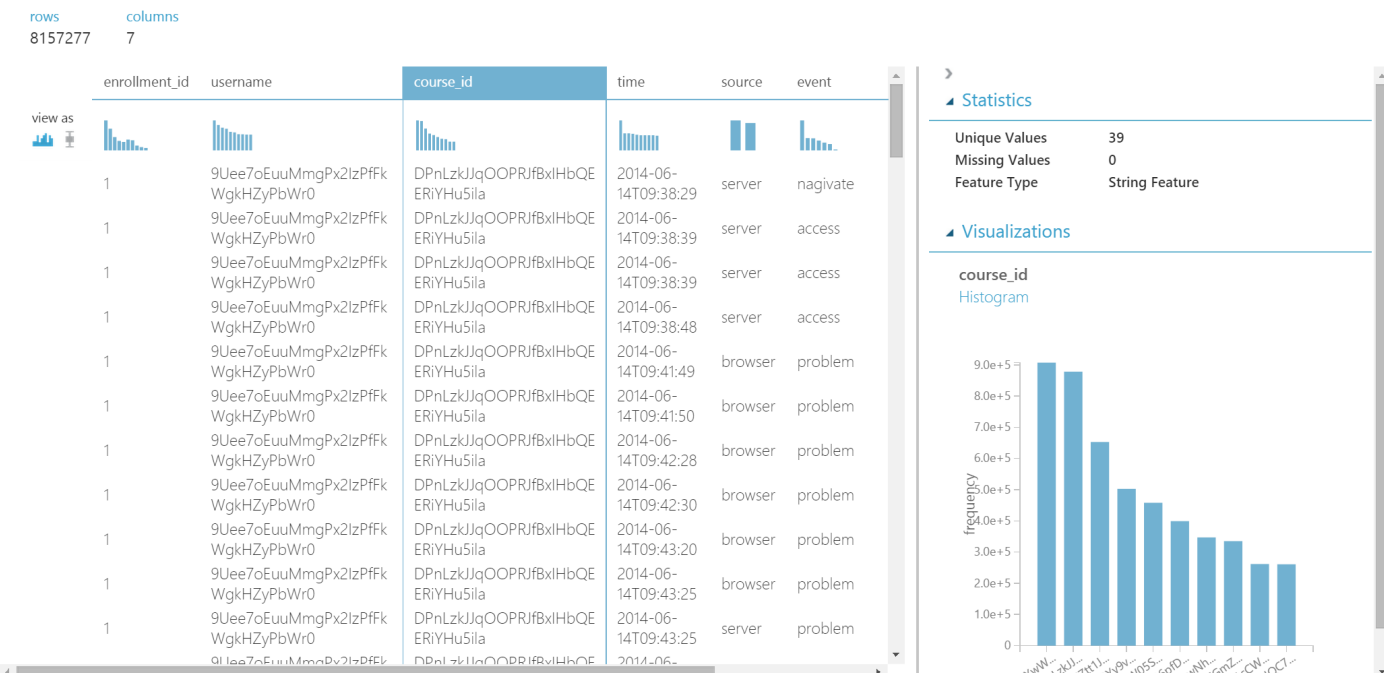 rows columns
8157277 7
enrollment_id username course_id time source event
view as
1 9Uee7oEuuMmgPx2IzPfFk DPnLzkJJqOOPRJfBxIHbQE 2014-06- server nagivate
WgkHZyPbWr0 ERiYHu5ila 14T09:38:29
1 9Uee7oEuuMmgPx2IzPfFk DPnLzkJJqOOPRJfBxIHbQE 2014-06- server access
WgkHZyPbWr0 ERiYHu5ila 14T09:38:39
1 9Uee7oEuuMmgPx2IzPfFk DPnLzkJJqOOPRJfBxIHbQE 2014-06- server access
WgkHZyPbWr0 ERiYHu5ila 14T09:38:39
1 9Uee7oEuuMmgPx2IzPfFk DPnLzkJJqOOPRJfBxIHbQE 2014-06- server access
WgkHZyPbWr0 ERiYHu5ila 14T09:38:48
1 9Uee7oEuuMmgPx2IzPfFk DPnLzkJJqOOPRJfBxIHbQE 2014-06- browser problem
WgkHZyPbWr0 ERiYHu5ila 14T09:41:49
1 9Uee7oEuuMmgPx2IzPfFk DPnLzkJJqOOPRJfBxIHbQE 2014-06- browser problem
WgkHZyPbWr0 ERiYHu5ila 14T09:41:50
1 9Uee7oEuuMmgPx2IzPfFk DPnLzkJJqOOPRJfBxIHbQE 2014-06- browser problem
WgkHZyPbWr0 ERiYHu5ila 14T09:42:28
1 9Uee7oEuuMmgPx2IzPfFk DPnLzkJJqOOPRJfBxIHbQE 2014-06- browser problem
WgkHZyPbWr0 ERiYHu5ila 14T09:42:30
1 9Uee7oEuuMmgPx2IzPfFk DPnLzkJJqOOPRJfBxIHbQE 2014-06- browser problem
WgkHZyPbWr0 ERiYHu5ila 14T09:43:20
1 9Uee7oEuuMmgPx2IzPfFk DPnLzkJJqOOPRJfBxIHbQE 2014-06- browser problem
WgkHZyPbWr0 ERiYHu5ila 14T09:43:25
1 9Uee7oEuuMmgPx2IzPfFk DPnLzkJJqOOPRJfBxIHbQE 2014-06- server problem
WgkHZyPbWr0 ERiYHu5ila 14T09:43:25
9Uee7oEuuMmgPx2IzPfFk DPnLzkJJqOOPRJfBxIHbQE 2014-06-
Statistics
Unique Values 39
Missing Values 0
Feature Type String Feature
Visualizations
course_id
Histogram
frequency
9.0e+5
8.0e+5
7.0e+5
6.0e+5
5.0e+5
4.0e+5
3.0e+5
2.0e+5
1.0e+5
0